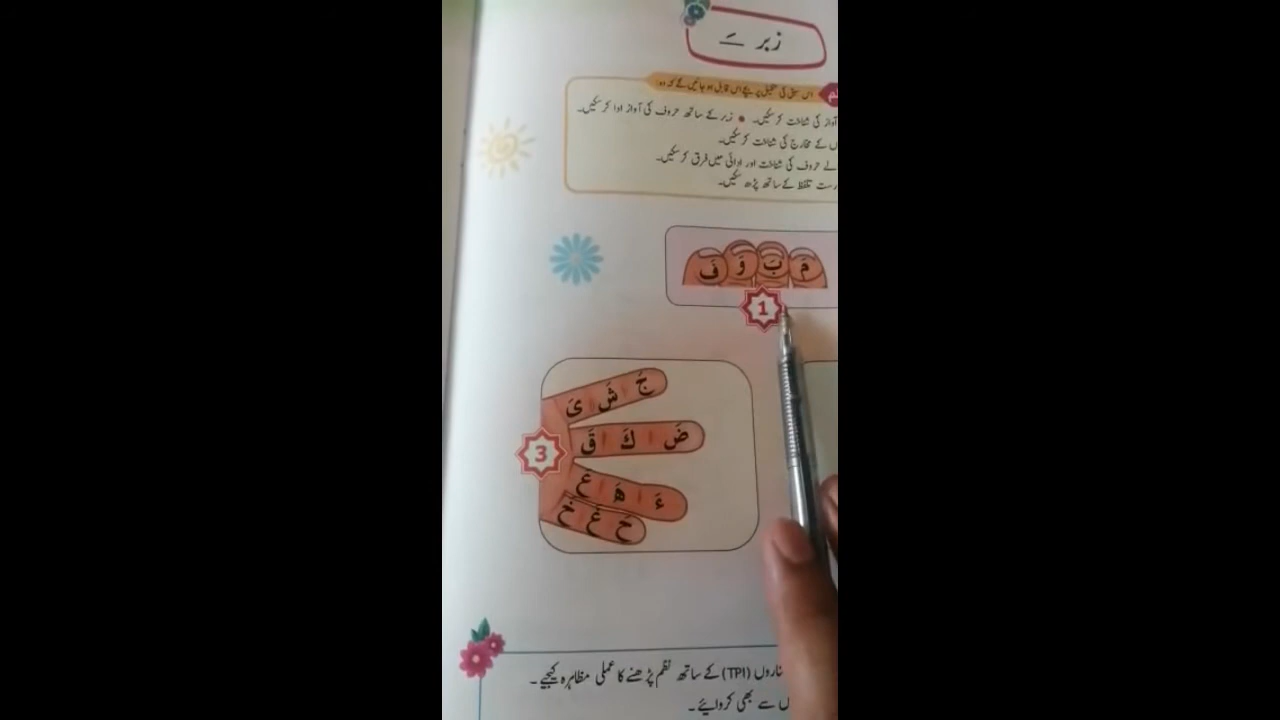 زبر ـَ
اس سبق کی تکمیل پر بچے اس قابل ہو جائیں گے کہ وہ:
آواز کی شناخت کر سکیں۔ • زبر کے ساتھ حروف کی آواز ادا کر سکیں۔
کے مخارج کی شناخت کر سکیں۔
حروف کی شناخت اور ادائی میں فرق کر سکیں۔
تلفظ کے ساتھ پڑھ سکیں۔
مَ بَ وَ فَ
1
جَ شَ یَ
ضَ كَ قَ
3
ءَ هَ عَ
حَ غَ خَ
(TPI) کے ساتھ نظم پڑھنے کا عملی مظاہرہ کیجیے۔
سے بھی کروائیے۔